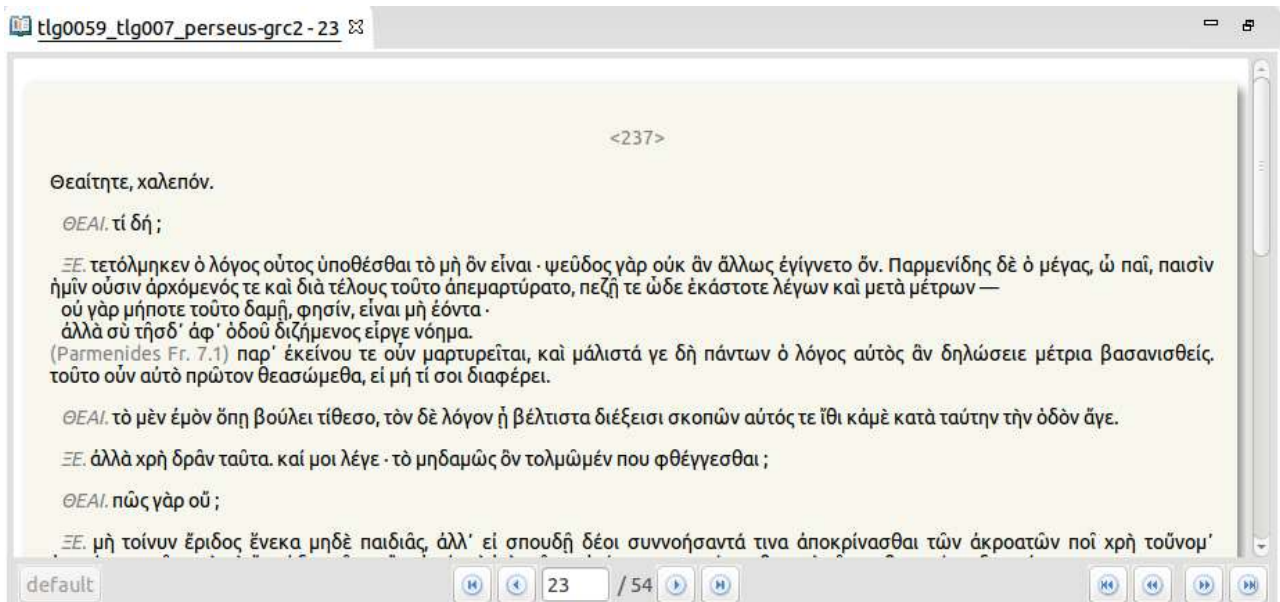 tlg0059_tlg007_perseus-grc2 - 23
<237>
Θεαίτητε, χαλεπόν.
ΘΕΑΙ. τί δή ;
ΞΕ. τετόλμηκεν ὁ λόγος οὗτος ὑποθέσθαι τὸ μὴ ὂν εἶναι · ψεῦδος γὰρ οὐκ ἂν ἄλλως ἐγίγνετο ὄν. Παρμενίδης δὲ ὁ μέγας, ὦ παῖ, παισὶν
ἡμῖν οὖσιν ἀρχόμενός τε καὶ διὰ τέλους τοῦτο ἀπεμαρτύρατο, πεζῇ τε ὧδε ἑκάστοτε λέγων καὶ μετὰ μέτρων —
οὐ γὰρ μήποτε τοῦτο δαμῇ, φησίν, εἶναι μὴ ἐόντα ·
ἀλλὰ σὺ τῆσδ’ ἀφ’ ὁδοῦ διζήμενος εἶργε νόημα.
(Parmenides Fr. 7.1) παρ’ ἐκείνου τε οὖν μαρτυρεῖται, καὶ μάλιστά γε δὴ πάντων ὁ λόγος αὐτὸς ἂν δηλώσειε μέτρια βασανισθείς.
τοῦτο οὖν αὐτὸ πρῶτον θεασώμεθα, εἰ μή τί σοι διαφέρει.
ΘΕΑΙ. τὸ μὲν ἐμὸν ὅπῃ βούλει τίθεσο, τὸν δὲ λόγον ᾗ βέλτιστα διέξεισι σκοπῶν αὐτός τε ἴθι κἀμὲ κατὰ ταύτην τὴν ὁδὸν ἄγε.
ΞΕ. ἀλλὰ χρὴ δρᾶν ταῦτα. καί μοι λέγε · τὸ μηδαμῶς ὂν τολμῶμέν που φθέγγεσθαι ;
ΘΕΑΙ. πῶς γὰρ οὔ ;
ΞΕ. μὴ τοίνυν ἔριδος ἕνεκα μηδὲ παιδιᾶς, ἀλλ’ εἰ σπουδῇ δέοι συννοήσαντά τινα ἀποκρίνασθαι τῶν ἀκροατῶν ποῖ χρὴ τοὔνομ’
default 23 / 54